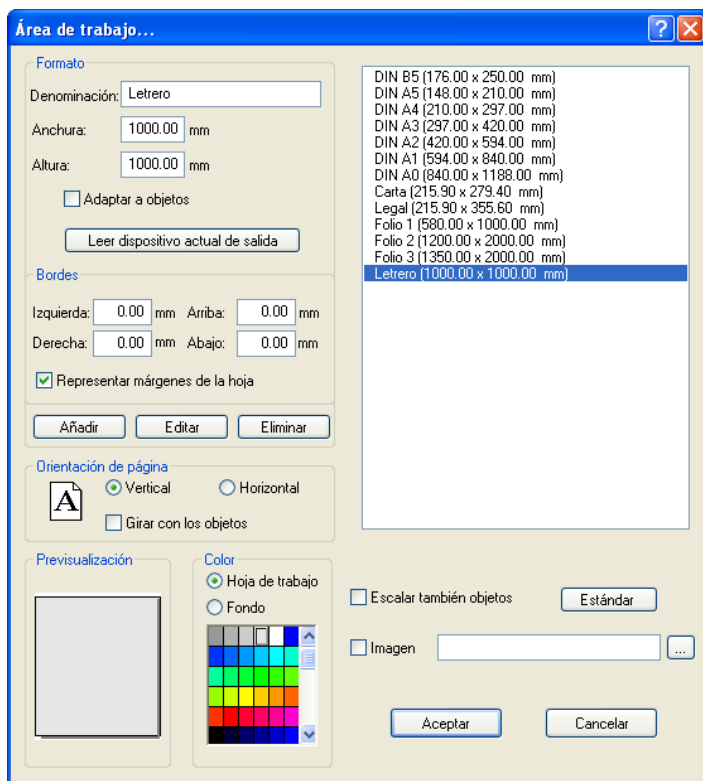 Área de trabajo...
Formato
Denominación: Letrero
Anchura: 1000.00 mm
Altura: 1000.00 mm
Adaptar a objetos
Leer dispositivo actual de salida
Bordes
Izquierda: 0.00 mm Arriba: 0.00 mm
Derecha: 0.00 mm Abajo: 0.00 mm
Representar márgenes de la hoja
Añadir Editar Eliminar
Orientación de página
A
Vertical Horizontal
Girar con los objetos
Previsualización
Color
Hoja de trabajo
Fondo
DIN B5 (176.00 x 250.00 mm)
DIN A5 (148.00 x 210.00 mm)
DIN A4 (210.00 x 297.00 mm)
DIN A3 (297.00 x 420.00 mm)
DIN A2 (420.00 x 594.00 mm)
DIN A1 (594.00 x 840.00 mm)
DIN A0 (840.00 x 1188.00 mm)
Carta (215.90 x 279.40 mm)
Legal (215.90 x 355.60 mm)
Folio 1 (580.00 x 1000.00 mm)
Folio 2 (1200.00 x 2000.00 mm)
Folio 3 (1350.00 x 2000.00 mm)
Letrero (1000.00 x 1000.00 mm)
Escalar también objetos Estándar
Imagen ...
Aceptar Cancelar